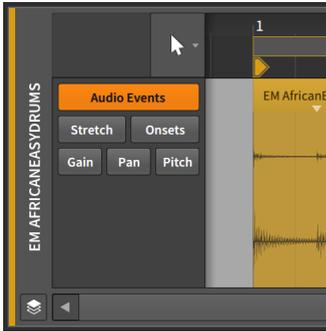 1
EM AFRICANEASYDRUMS
Audio Events
EM AfricanE
Stretch Onsets
Gain Pan Pitch